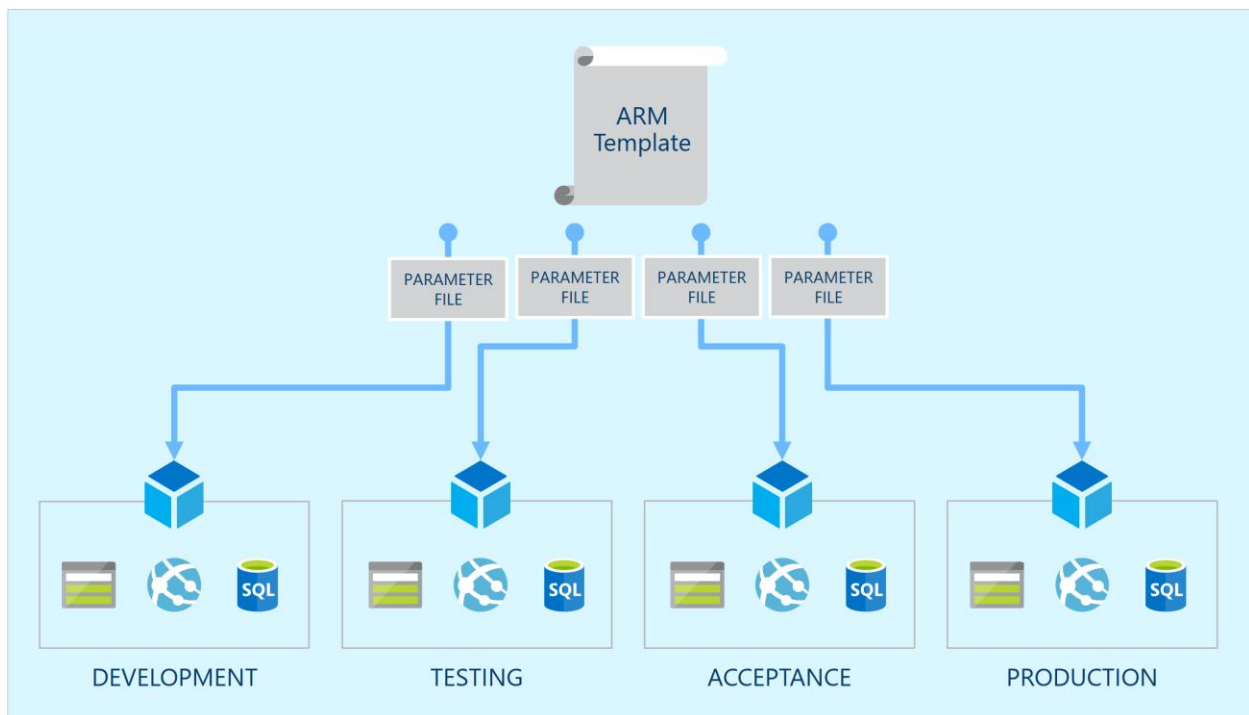 ARM
Template
PARAMETER
FILE
PARAMETER
FILE
PARAMETER
FILE
PARAMETER
FILE
SQL
SQL
SQL
SQL
DEVELOPMENT
TESTING
ACCEPTANCE
PRODUCTION